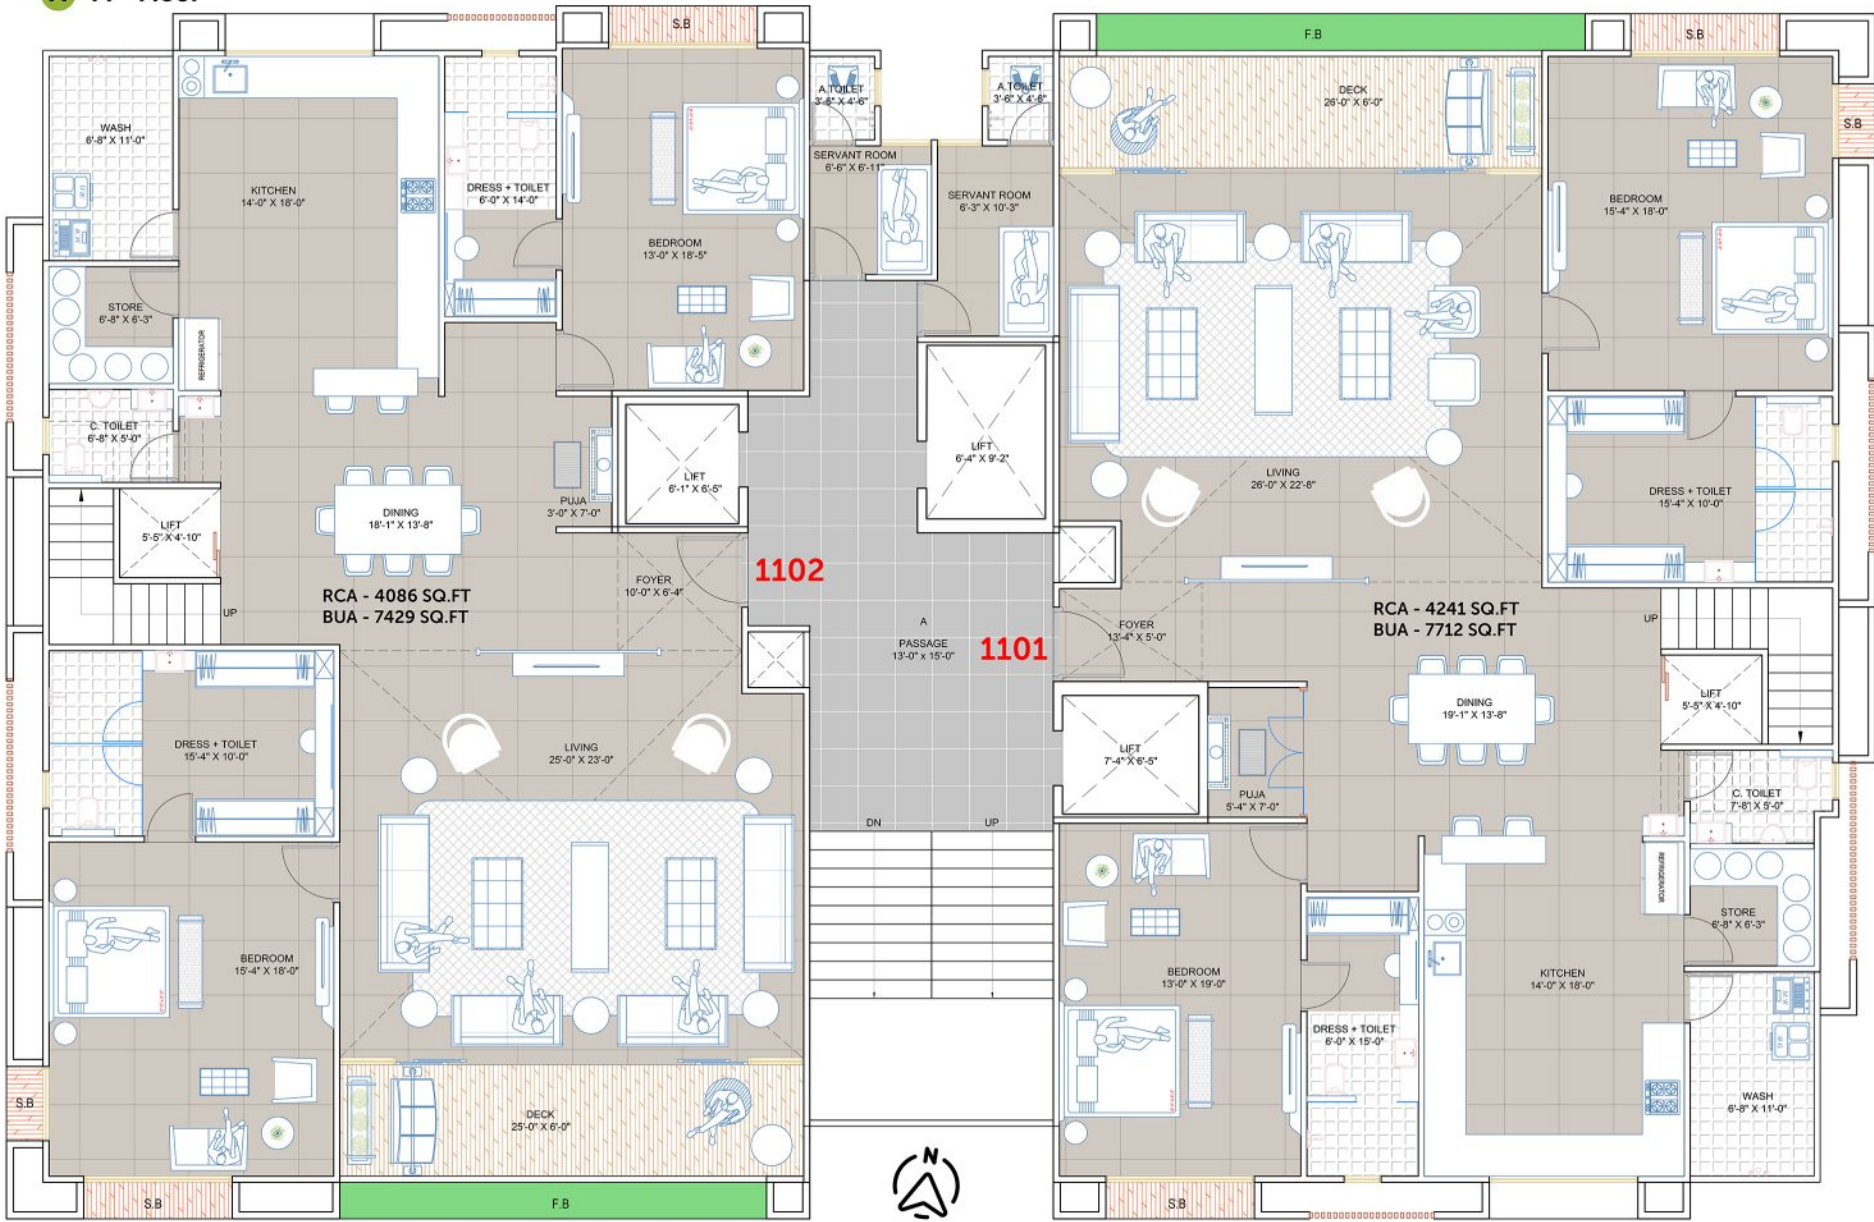 S.B
WASH
6'-8" X 11'-0"
KITCHEN
14'-0" X 18'-0"
DRESS + TOILET
6'-0" X 14'-0"
BEDROOM
13'-0" X 18'-5"
STORE
6'-8" X 6'-3"
REFRIGERATOR
C. TOILET
6'-8" X 5'-0"
LIFT
5'-5" X 4'-10"
UP
DINING
18'-1" X 13'-8"
PUJA
3'-0" X 7'-0"
LIFT
6'-1" X 6'-5"
FOYER
10'-0" X 6'-4"
1102
RCA - 4086 SQ.FT
BUA - 7429 SQ.FT
DRESS + TOILET
15'-4" X 10'-0"
LIVING
25'-0" X 23'-0"
BEDROOM
15'-4" X 18'-0"
DECK
25'-0" X 6'-0"
S.B
S.B
F.B
A.TOILET
3'-6" X 4'-6"
A.TOILET
3'-6" X 4'-6"
SERVANT ROOM
6'-6" X 6'-11"
SERVANT ROOM
6'-3" X 10'-3"
LIFT
6'-4" X 9'-2"
A
PASSAGE
13'-0" x 15'-0"
1101
DN
UP
N
F.B
S.B
S.B
DECK
26'-0" X 6'-0"
BEDROOM
15'-4" X 18'-0"
LIVING
26'-0" X 22'-8"
DRESS + TOILET
15'-4" X 10'-0"
FOYER
13'-4" X 5'-0"
RCA - 4241 SQ.FT
BUA - 7712 SQ.FT
UP
LIFT
5'-5" X 4'-10"
DINING
19'-1" X 13'-8"
LIFT
7'-4" X 6'-5"
PUJA
5'-4" X 7'-0"
C. TOILET
7'-8" X 5'-0"
REFRIGERATOR
STORE
6'-8" X 6'-3"
BEDROOM
13'-0" X 19'-0"
KITCHEN
14'-0" X 18'-0"
DRESS + TOILET
6'-0" X 15'-0"
WASH
6'-8" X 11'-0"
S.B